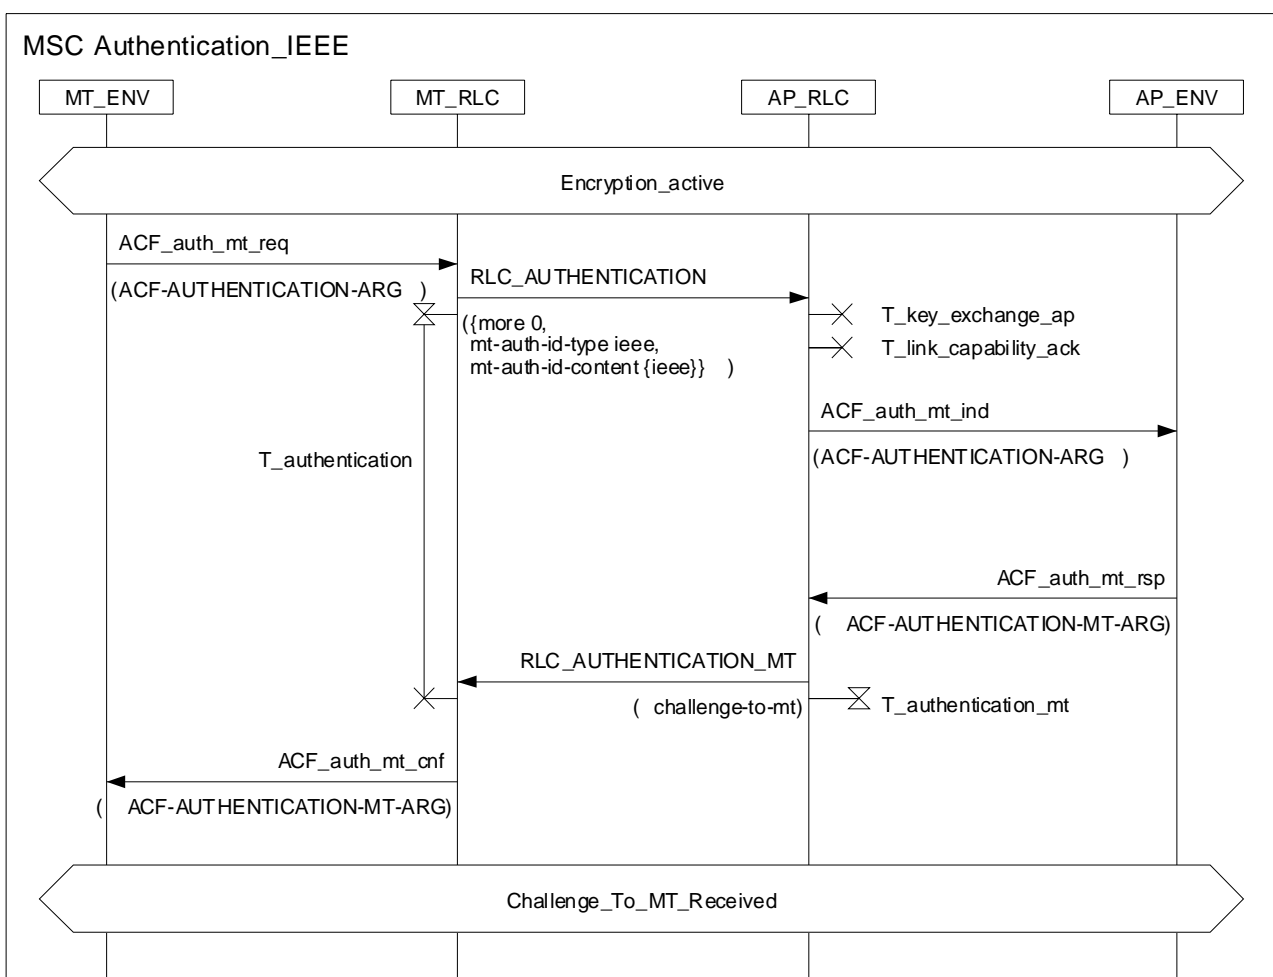 MSC Authentication_IEEE
MT_ENV
MT_RLC
AP_RLC
AP_ENV
Encryption_active
ACF_auth_mt_req
(ACF-AUTHENTICATION-ARG )
RLC_AUTHENTICATION
({more 0,
mt-auth-id-type ieee,
mt-auth-id-content {ieee}} )
T_key_exchange_ap
T_link_capability_ack
ACF_auth_mt_ind
(ACF-AUTHENTICATION-ARG )
T_authentication
ACF_auth_mt_rsp
( ACF-AUTHENTICATION-MT-ARG)
RLC_AUTHENTICATION_MT
( challenge-to-mt)
T_authentication_mt
ACF_auth_mt_cnf
( ACF-AUTHENTICATION-MT-ARG)
Challenge_To_MT_Received